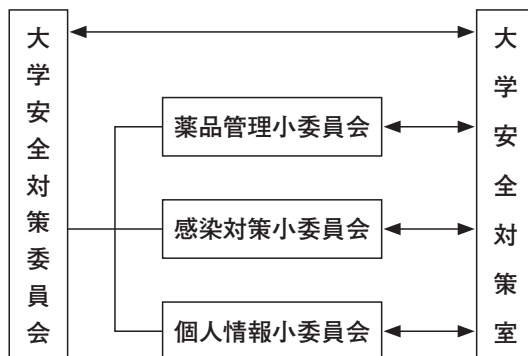 大学安全対策委員会
薬品管理小委員会
感染対策小委員会
個人情報小委員会
大学安全対策室